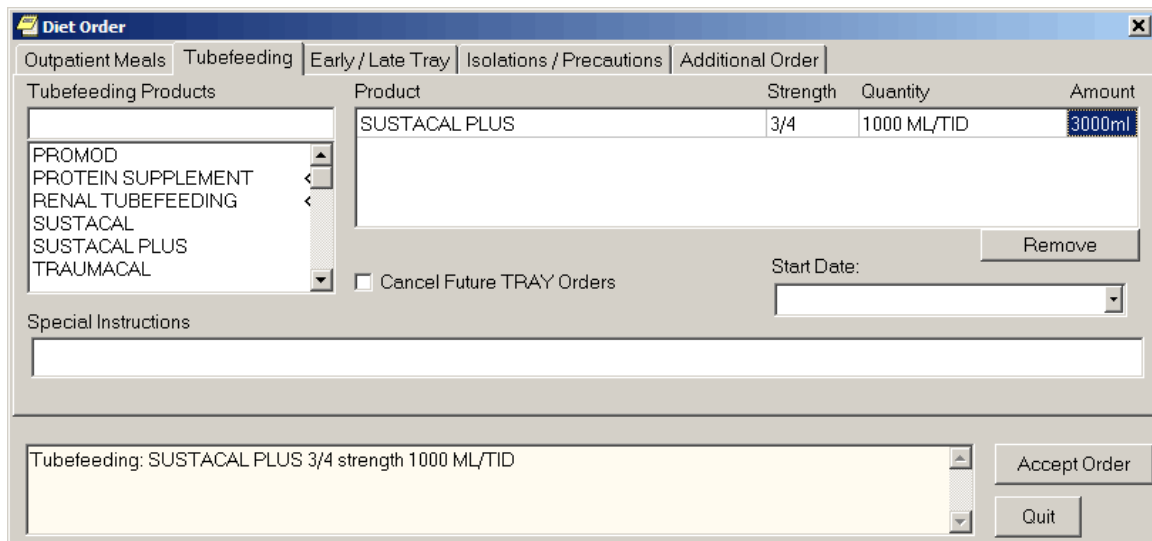 Diet Order
Outpatient Meals Tubefeeding Early / Late Tray Isolations / Precautions Additional Order
Tubefeeding Products Product Strength Quantity Amount
SUSTACAL PLUS 3/4 1000 ML/TID 3000ml
PROMOD
PROTEIN SUPPLEMENT <
RENAL TUBEFEEDING <
SUSTACAL
SUSTACAL PLUS
TRAUMACAL
Remove
Cancel Future TRAY Orders
Start Date:
Special Instructions
Tubefeeding: SUSTACAL PLUS 3/4 strength 1000 ML/TID
Accept Order
Quit